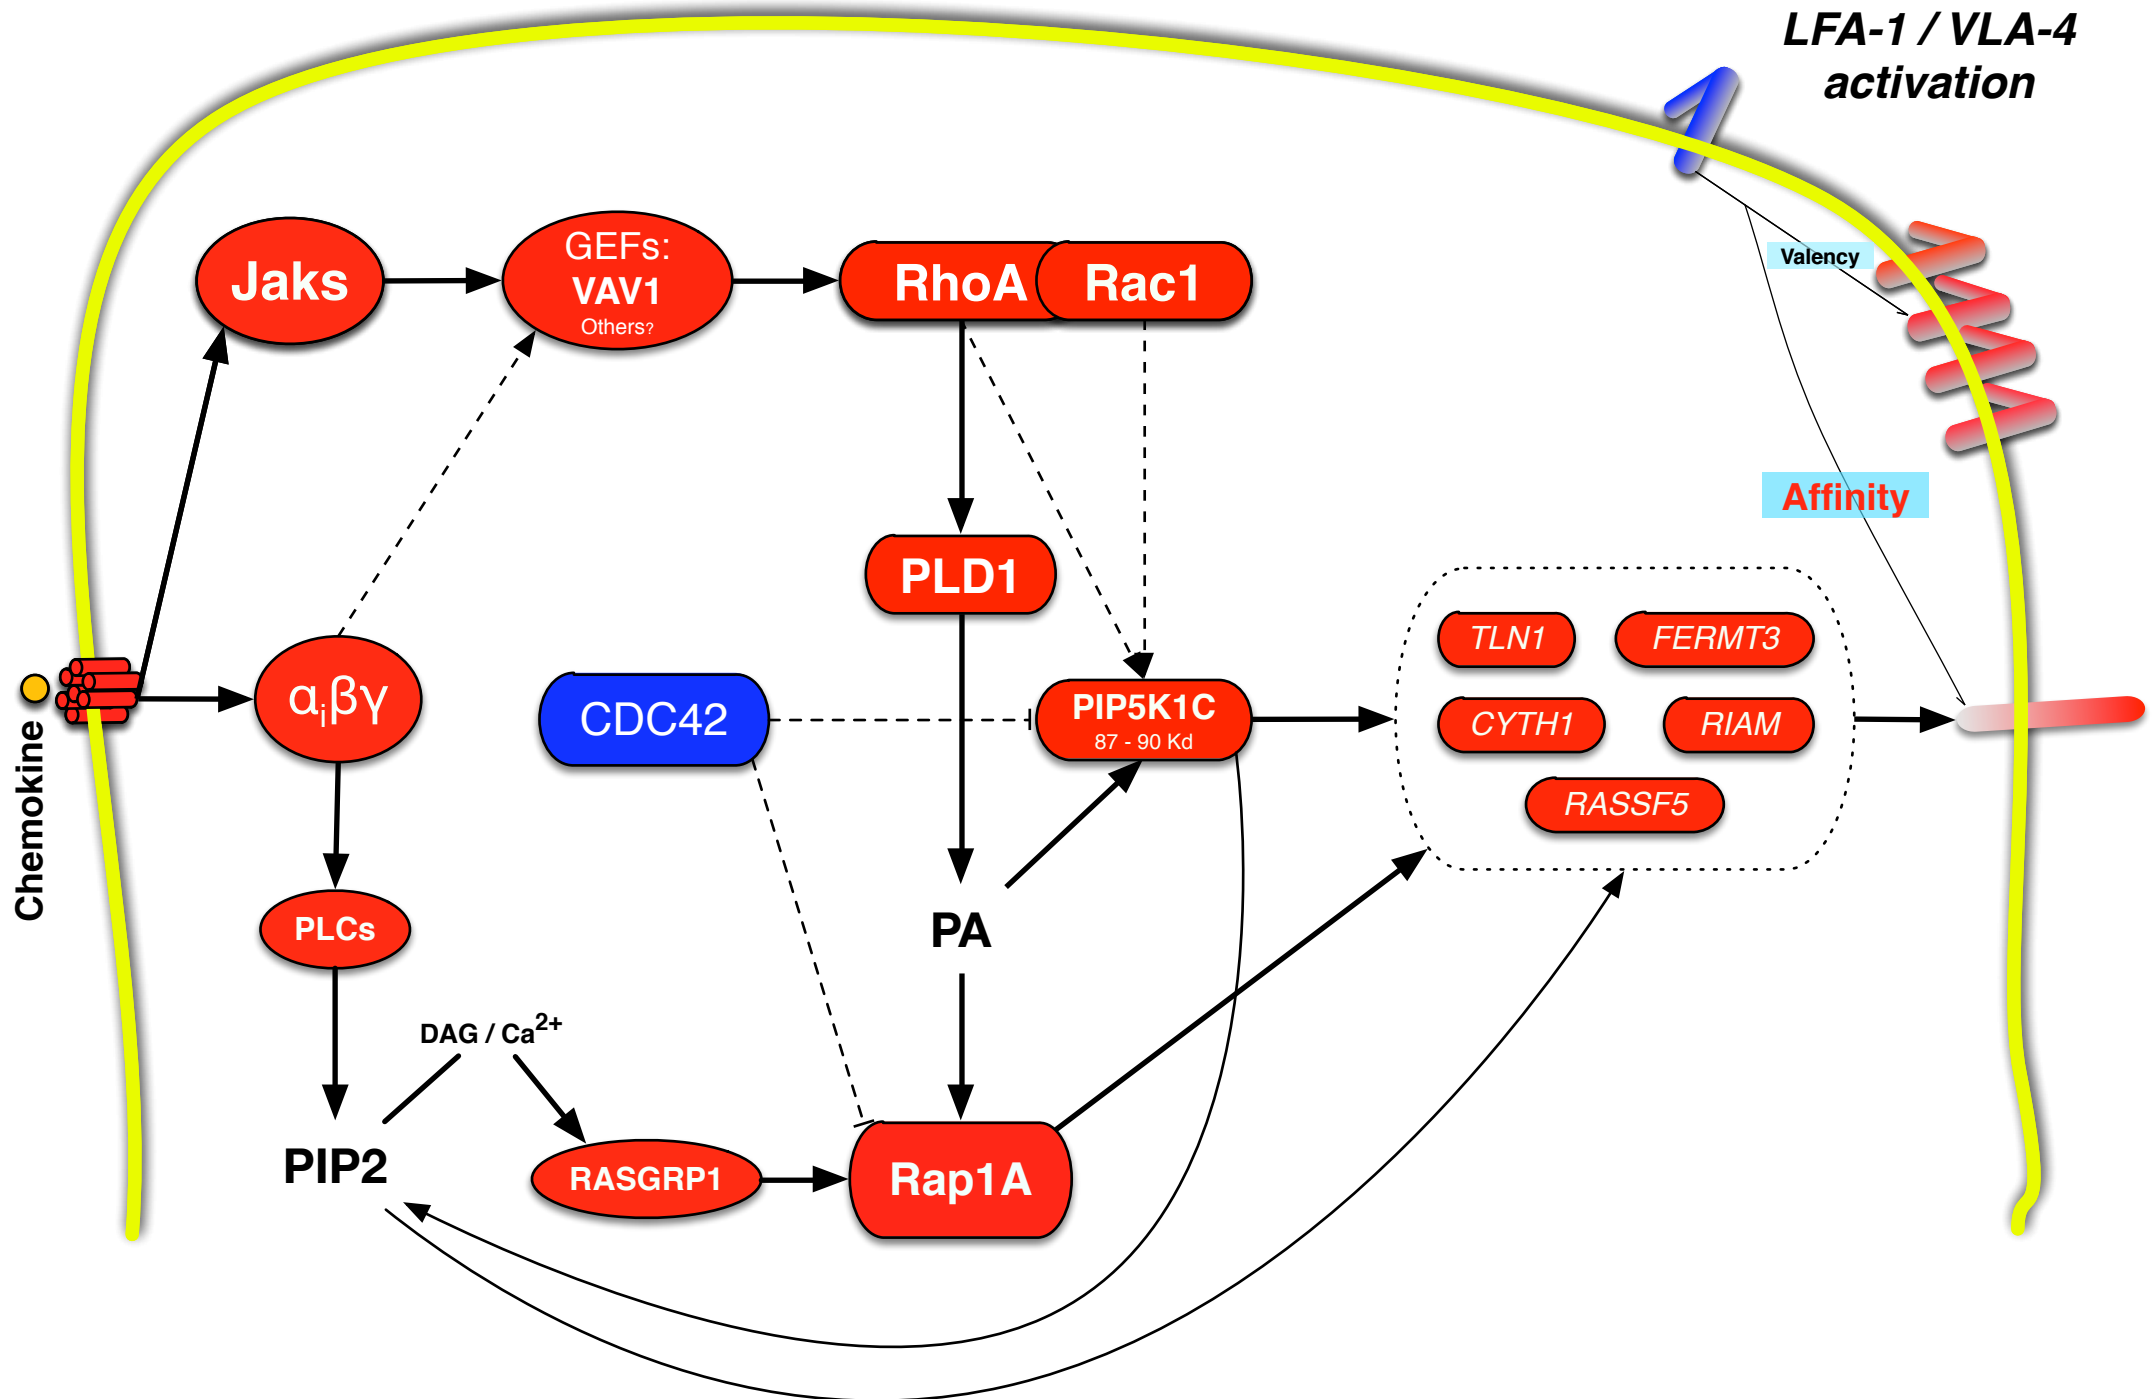 LFA-1 / VLA-4
activation
Jaks
GEFs:
VAV1
Others?
RhoA
Rac1
Valency
Affinity
PLD1
TLN1
FERMT3
αᵢβγ
CDC42
PIP5K1C
87 - 90 Kd
CYTH1
RIAM
RASSF5
Chemokine
PLCs
PA
DAG / Ca²⁺
PIP2
RASGRP1
Rap1A